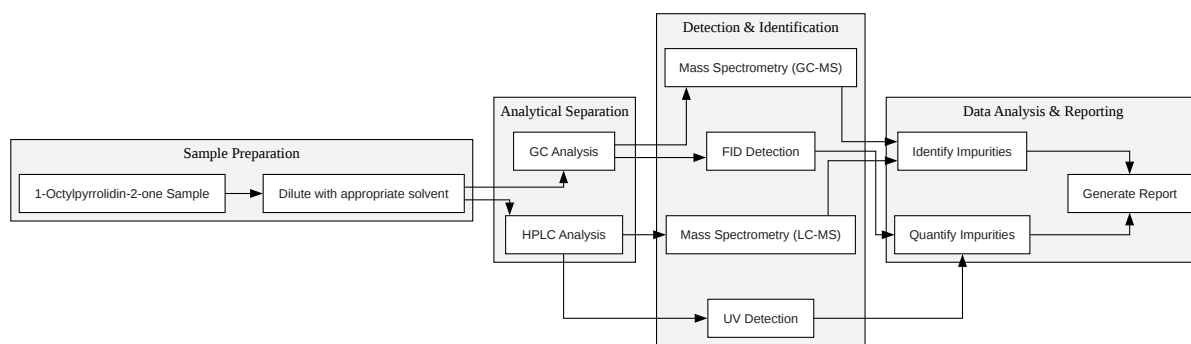 Sample Preparation
1-Octylpyrrolidin-2-one Sample
Dilute with appropriate solvent
Analytical Separation
GC Analysis
HPLC Analysis
Detection & Identification
Mass Spectrometry (GC-MS)
FID Detection
Mass Spectrometry (LC-MS)
UV Detection
Data Analysis & Reporting
Identify Impurities
Generate Report
Quantify Impurities